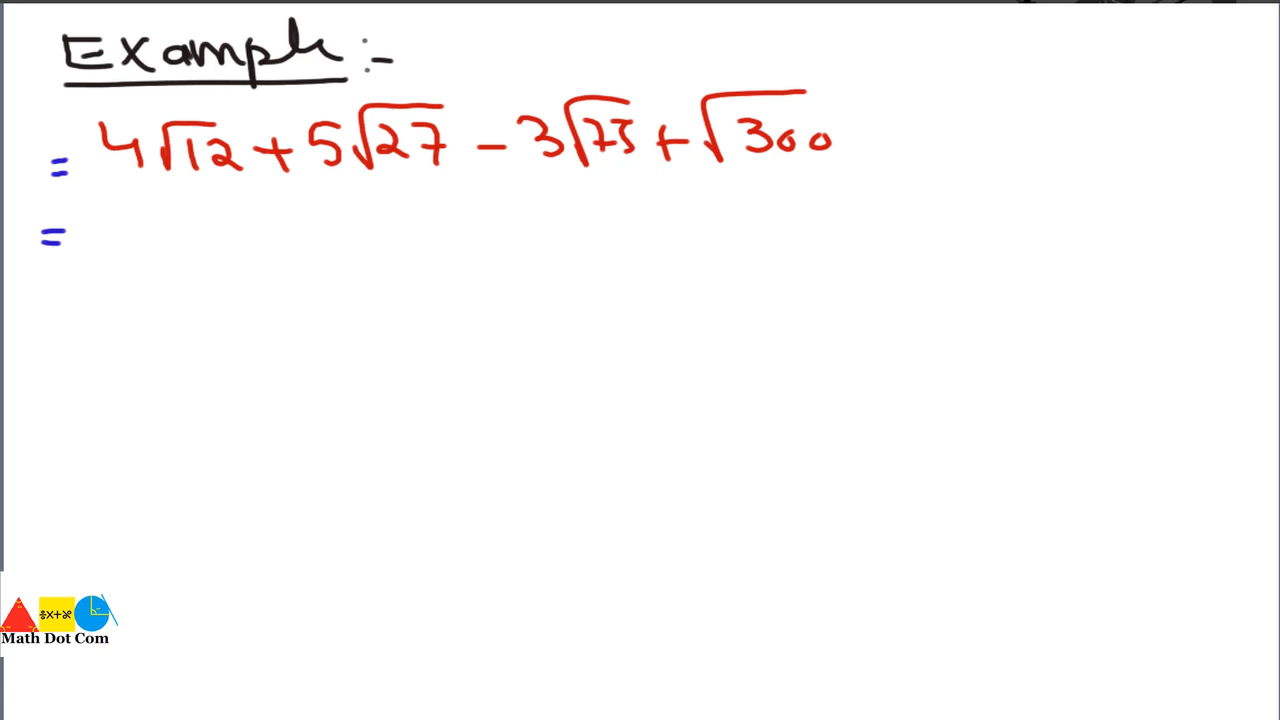 Example :-
= 4√12 + 5√27 - 3√75 + √300
=
÷x+%
Math Dot Com